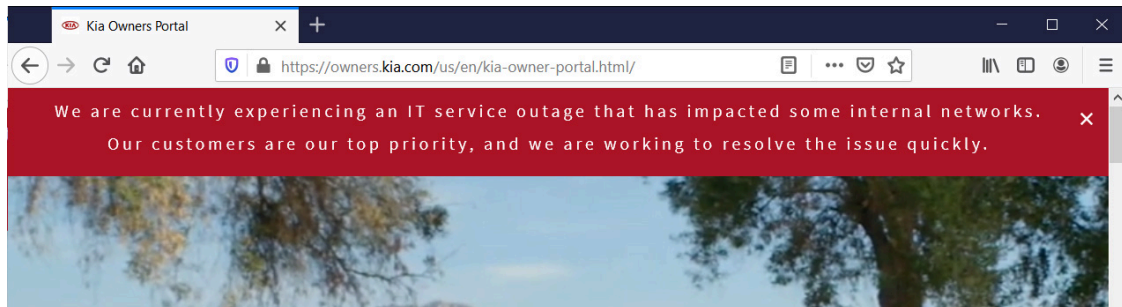 KIA Kia Owners Portal
https://owners.kia.com/us/en/kia-owner-portal.html/
We are currently experiencing an IT service outage that has impacted some internal networks.
Our customers are our top priority, and we are working to resolve the issue quickly.